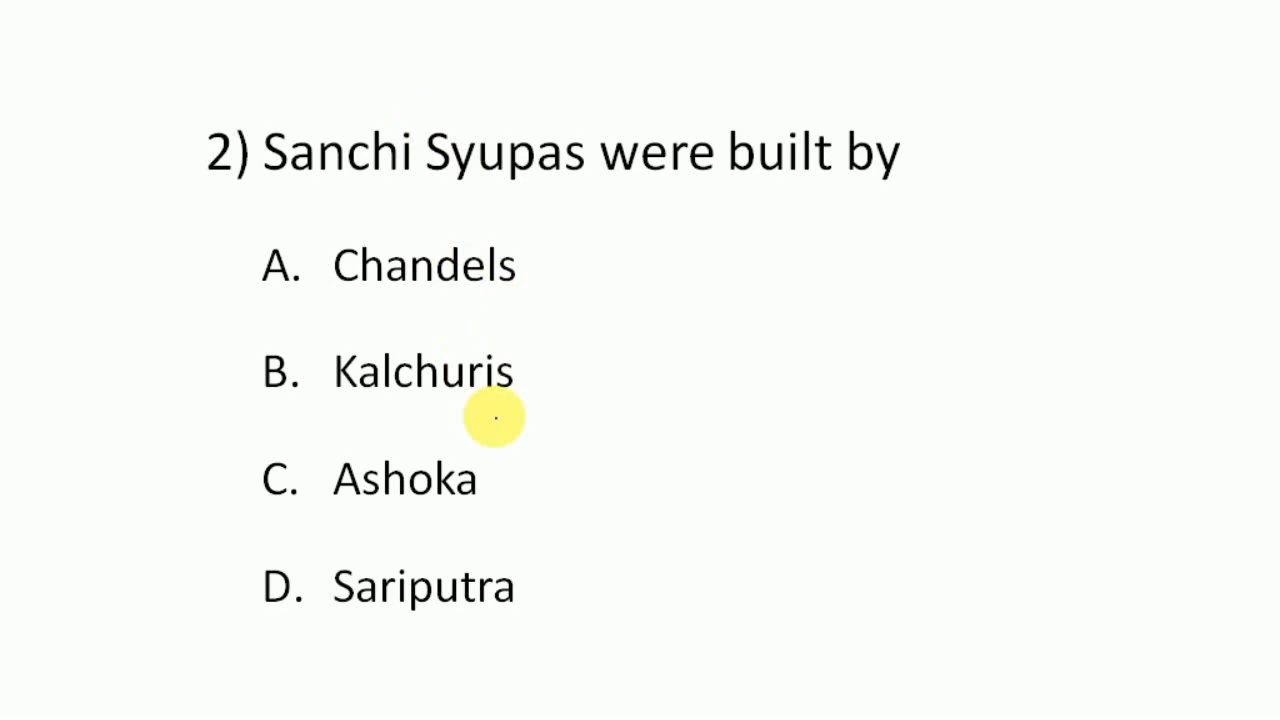 2) Sanchi Syupas were built by
A. Chandels
B. Kalchuris
C. Ashoka
D. Sariputra